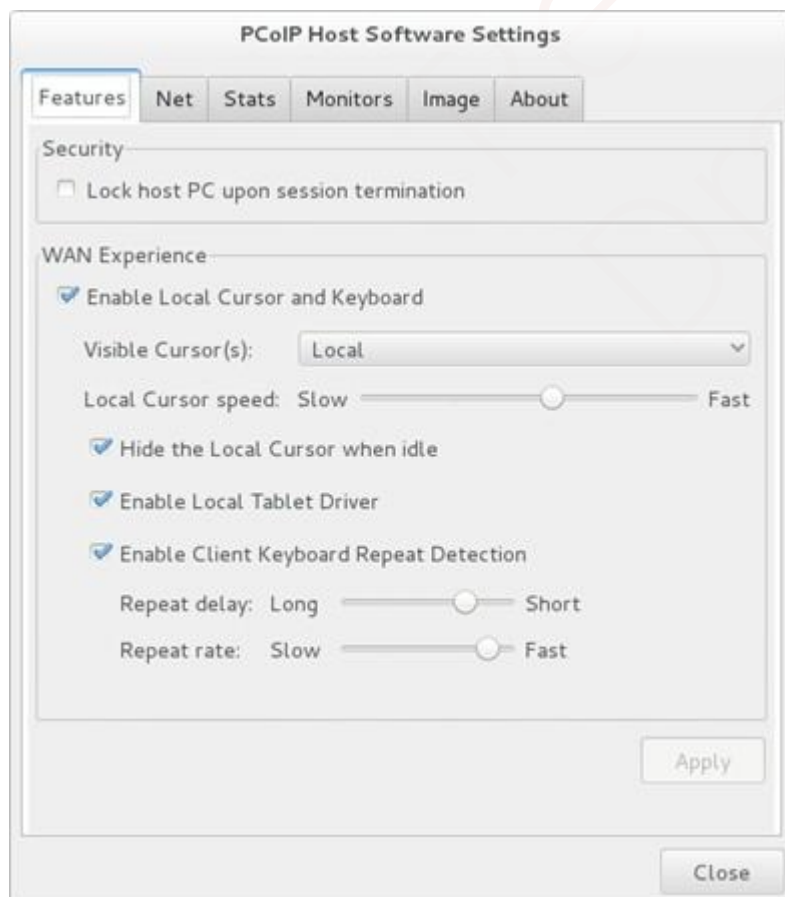 PCoIP Host Software Settings
Features Net Stats Monitors Image About
Security
Lock host PC upon session termination
WAN Experience
Enable Local Cursor and Keyboard
Visible Cursor(s): Local
Local Cursor speed: Slow Fast
Hide the Local Cursor when idle
Enable Local Tablet Driver
Enable Client Keyboard Repeat Detection
Repeat delay: Long Short
Repeat rate: Slow Fast
Apply
Close